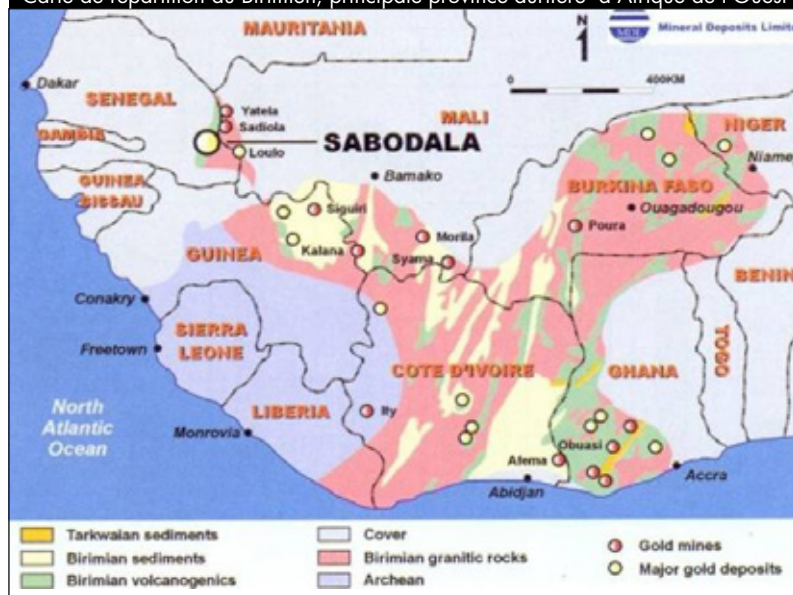 Carte de répartition du Birimien, principale province aurifère d'Afrique de l'Ouest
MAURITANIA
N
MDL
Mineral Deposits Limite
0 400KM
Dakar
SENEGAL
Yatela
Sadiola
MALI
GAMBIA
SABODALA
NIGER
Loulo
GUINEA
BISSAU
Bamako
Niame
BURKINA FASO
Siguiri
Ouagadougou
Poura
Morila
GUINEA
Kalana
Syama
BENIN
Conakry
SIERRA
LEONE
Freetown
TOGO
COTE D'IVOIRE
GHANA
North
Atlantic
Ocean
LIBERIA
Ity
Monrovia
Obuasi
Afema
Accra
Abidjan
Tarkwaian sediments
Cover
Gold mines
Birimian sediments
Birimian granitic rocks
Major gold deposits
Birimian volcanogenics
Archean